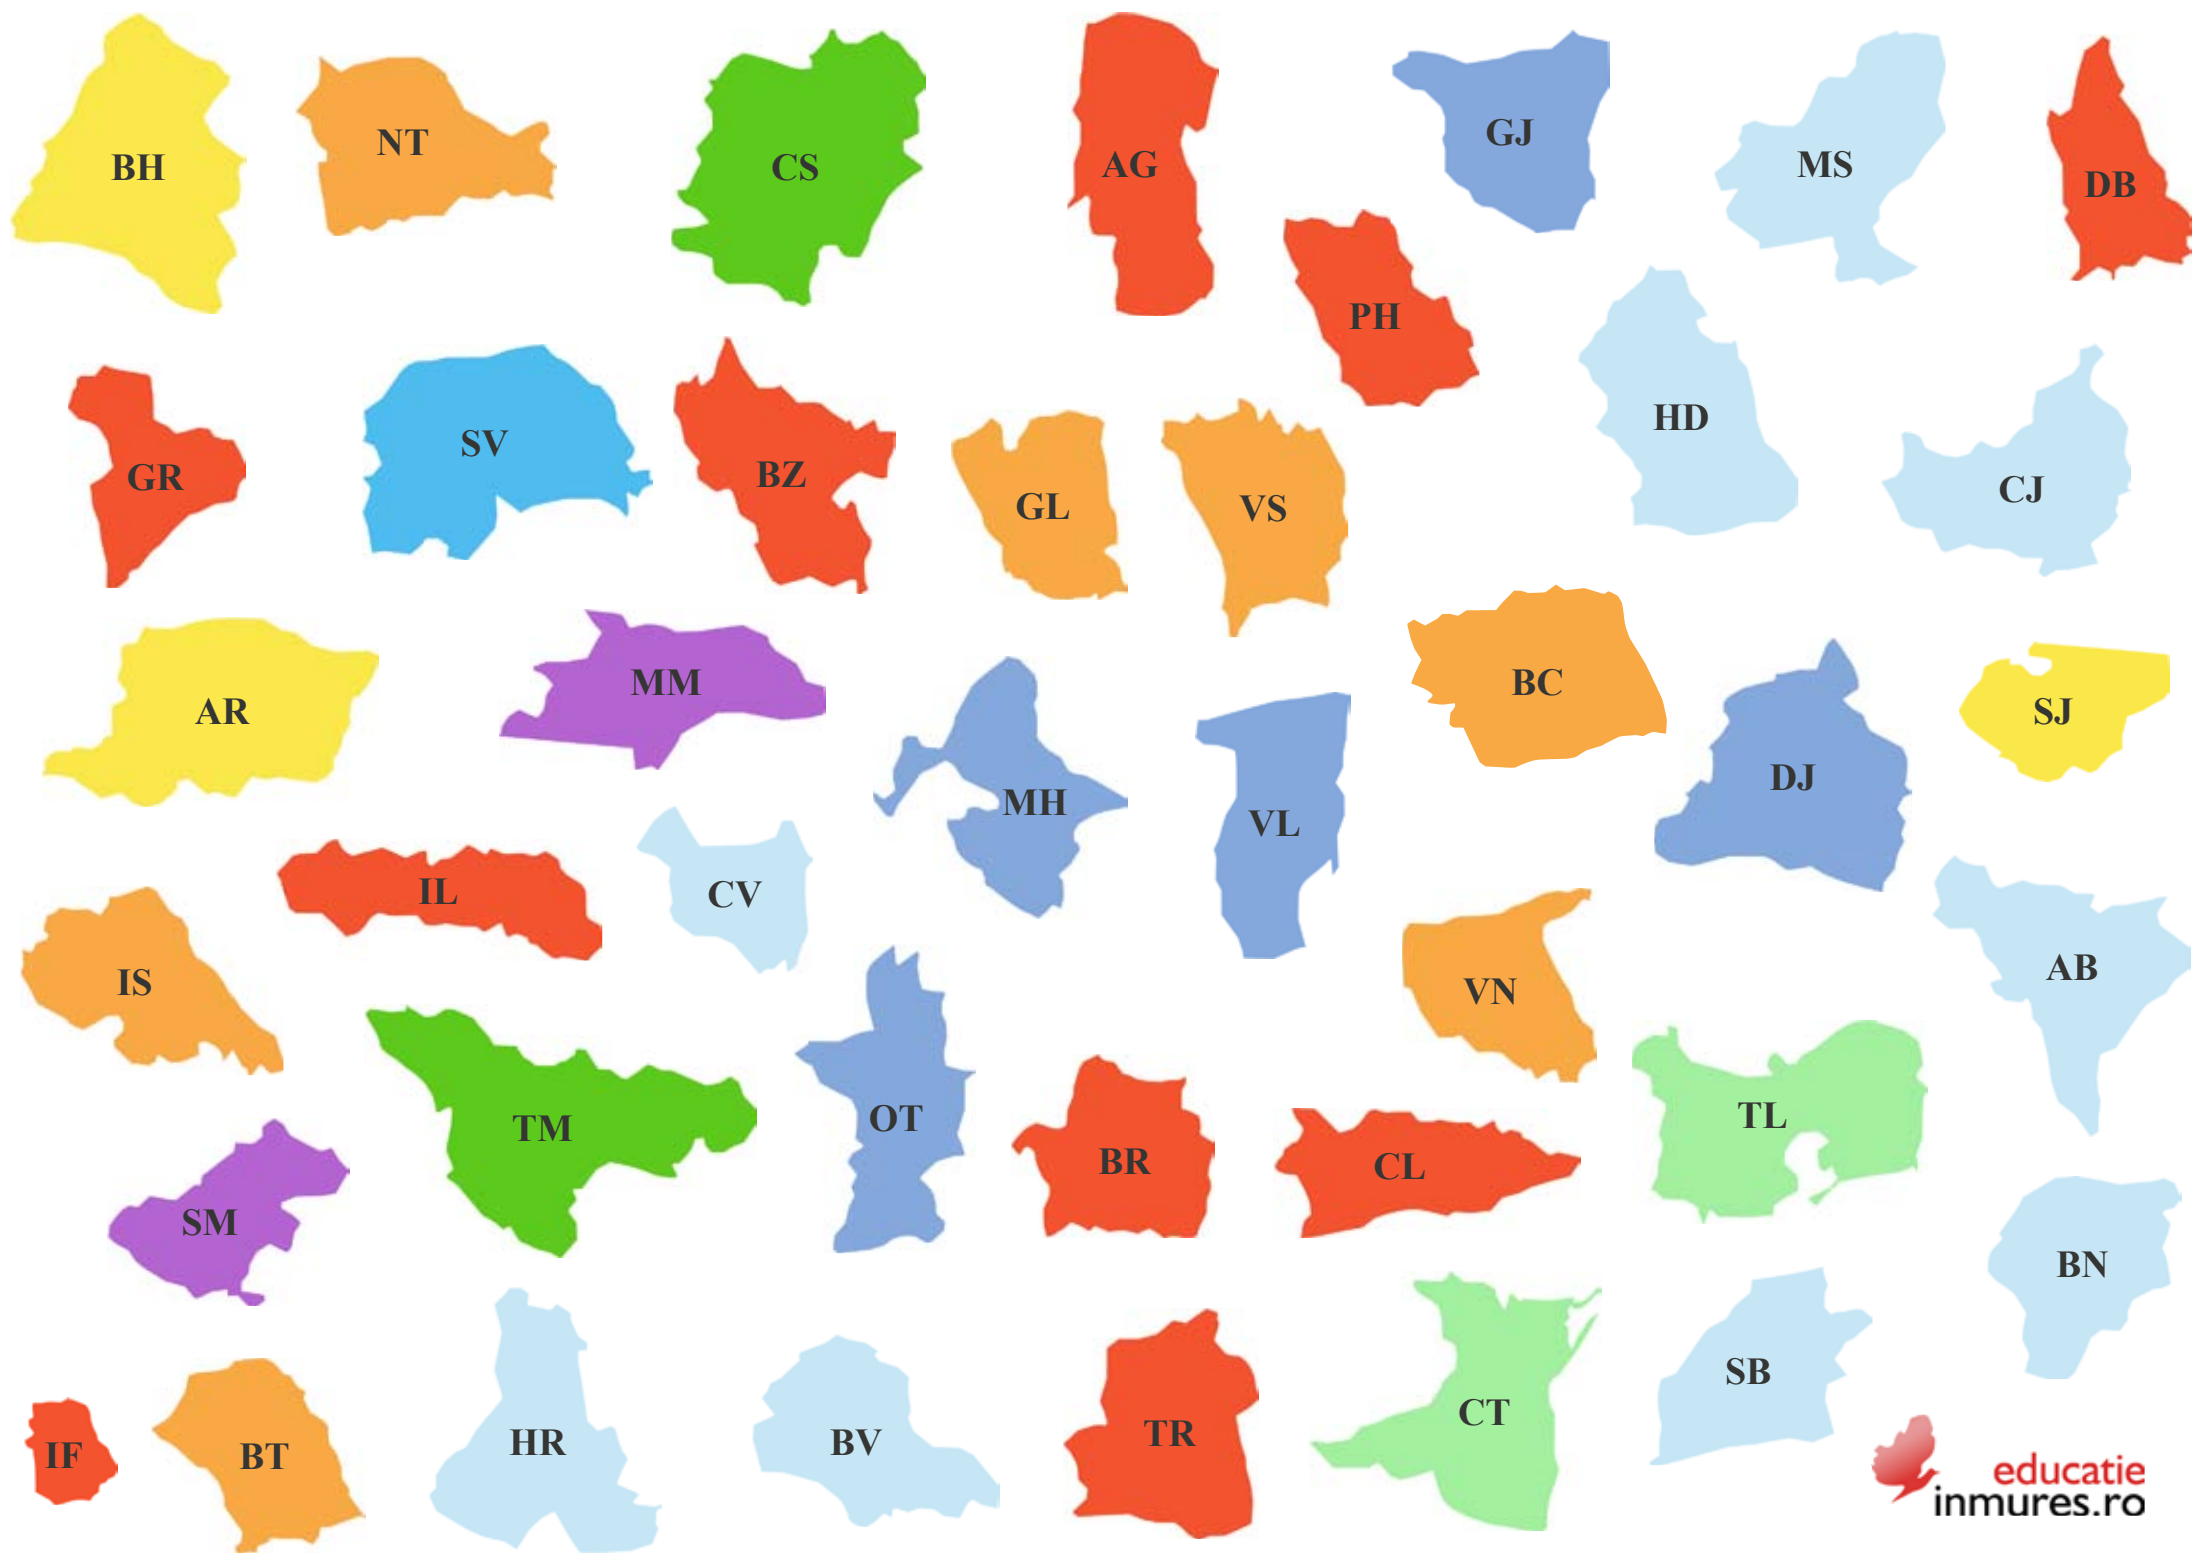 BH
NT
CS
AG
GJ
MS
DB
PH
GR
SV
BZ
GL
VS
HD
CJ
AR
MM
MH
VL
BC
DJ
SJ
IS
IL
CV
OT
VN
AB
SM
TM
BR
CL
TL
BN
IF
BT
HR
BV
TR
CT
SB
educatie
inmures.ro